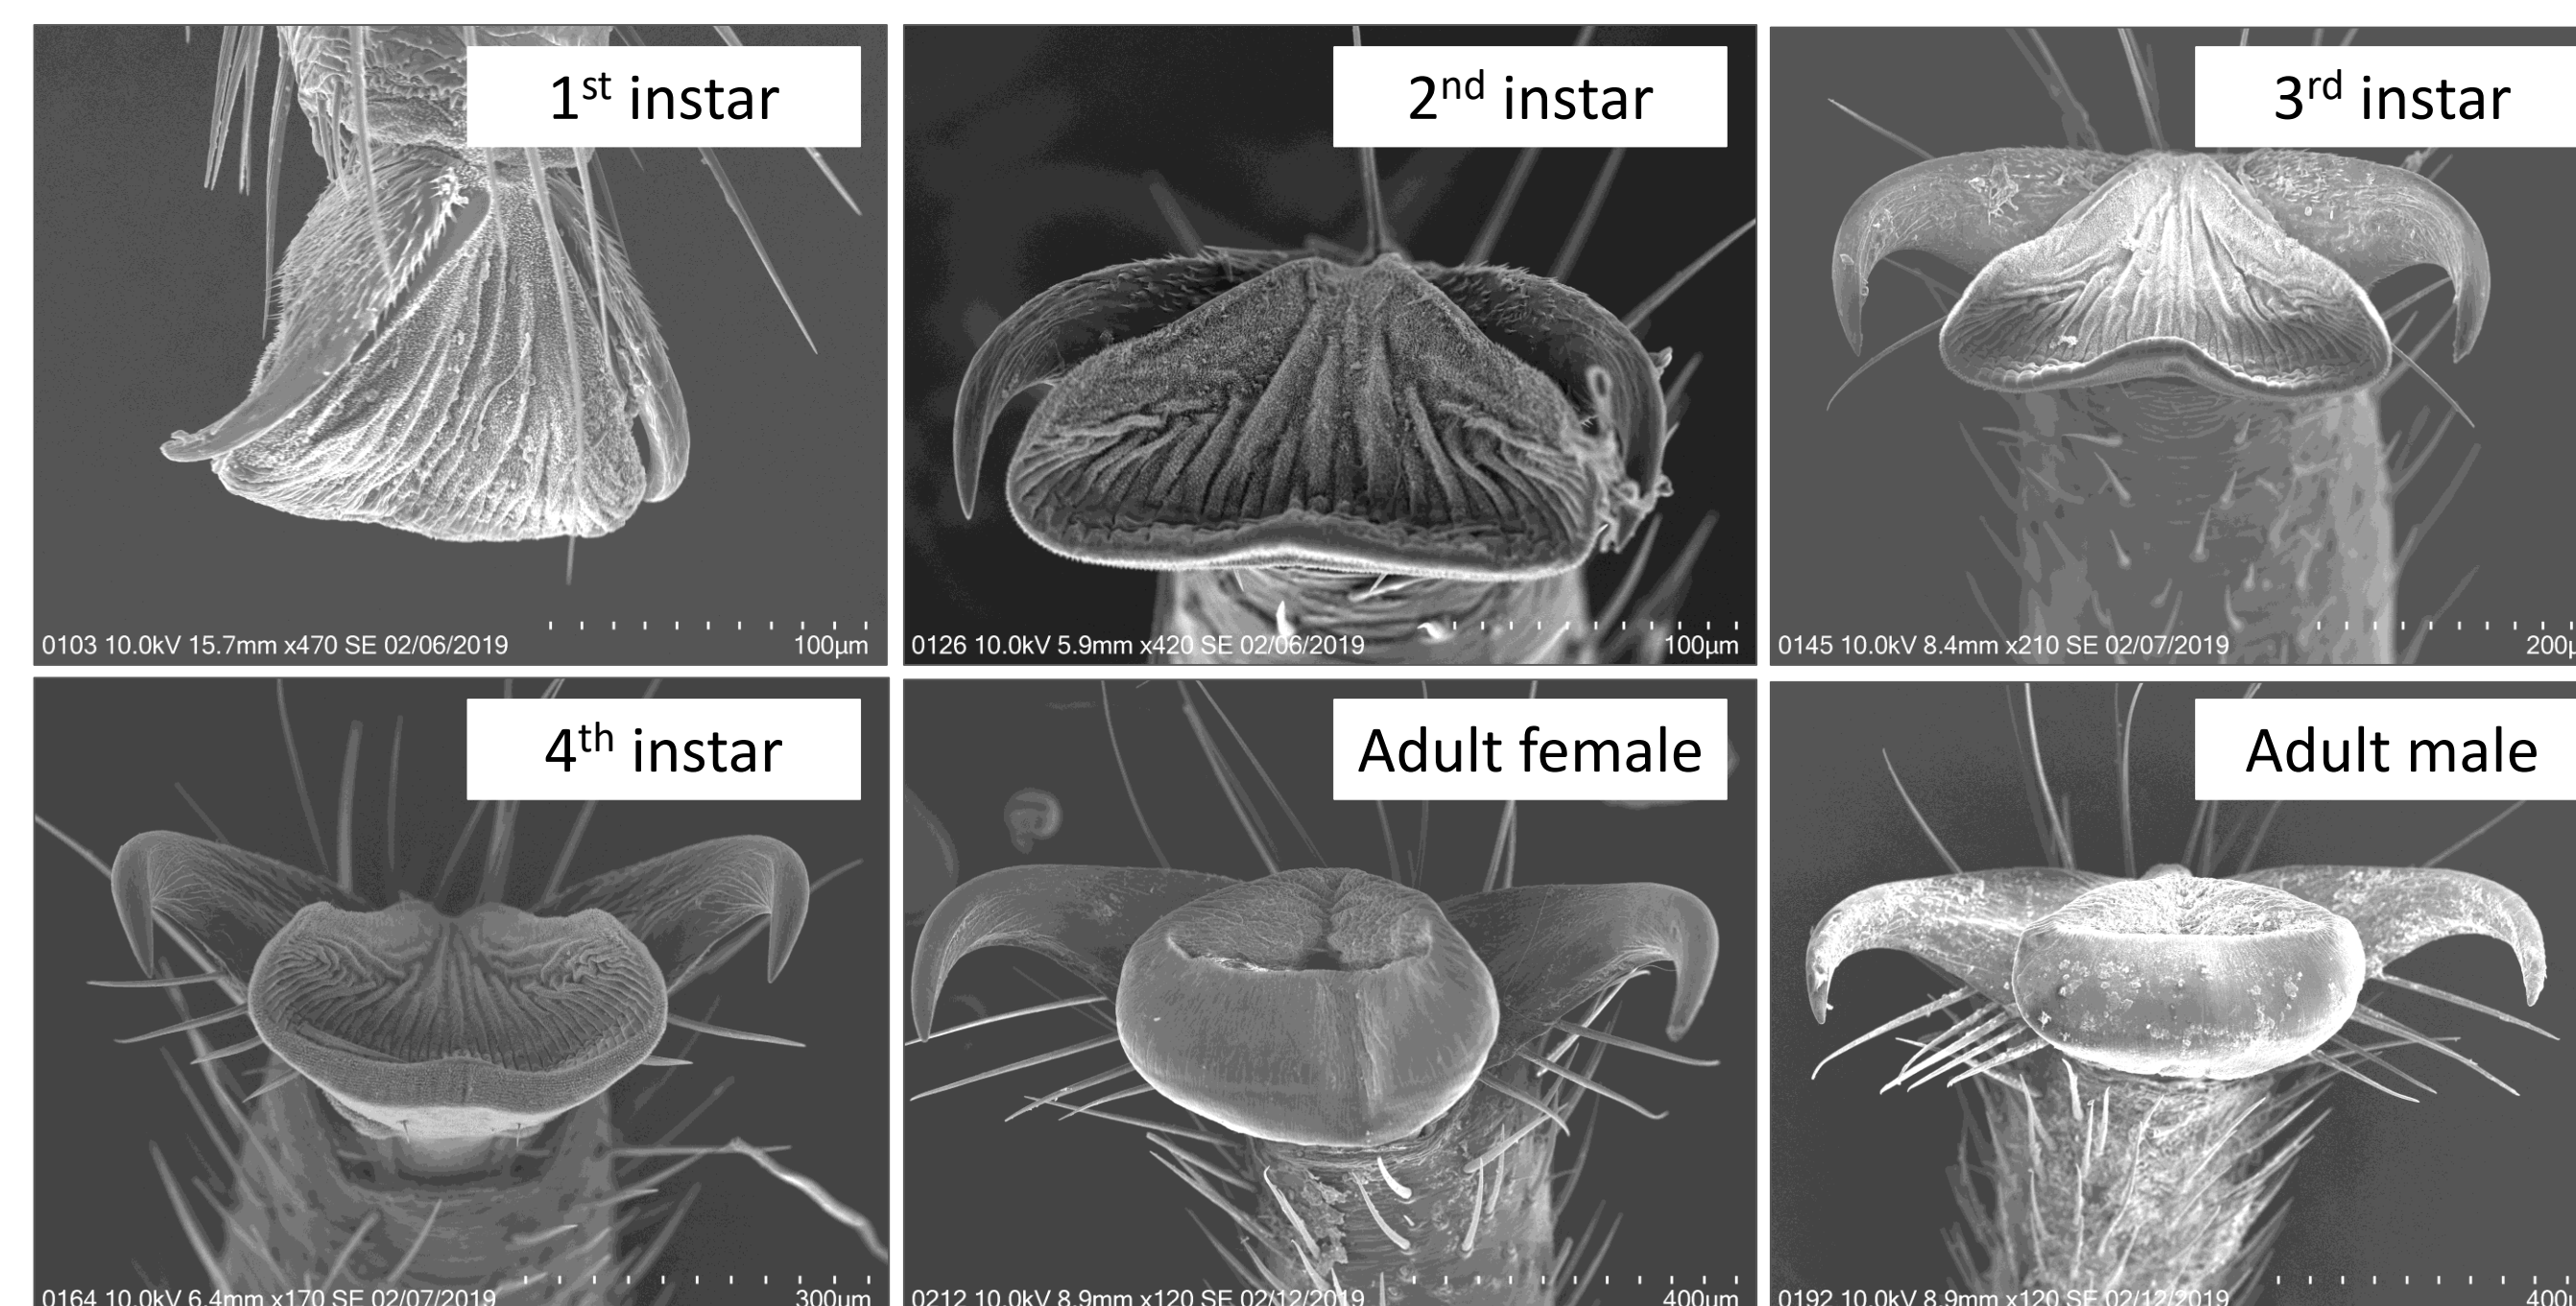 1st instar
2nd instar
3rd instar
0103 10.0kV 15.7mm x470 SE 02/06/2019 100µm
0126 10.0kV 5.9mm x420 SE 02/06/2019 100µm
0145 10.0kV 8.4mm x210 SE 02/07/2019 200µ
4th instar
Adult female
Adult male
0164 10.0kV 6.4mm x170 SE 02/07/2019 300µm
0212 10.0kV 8.9mm x120 SE 02/12/2019 400µm
0192 10.0kV 8.9mm x120 SE 02/12/2019 400µ